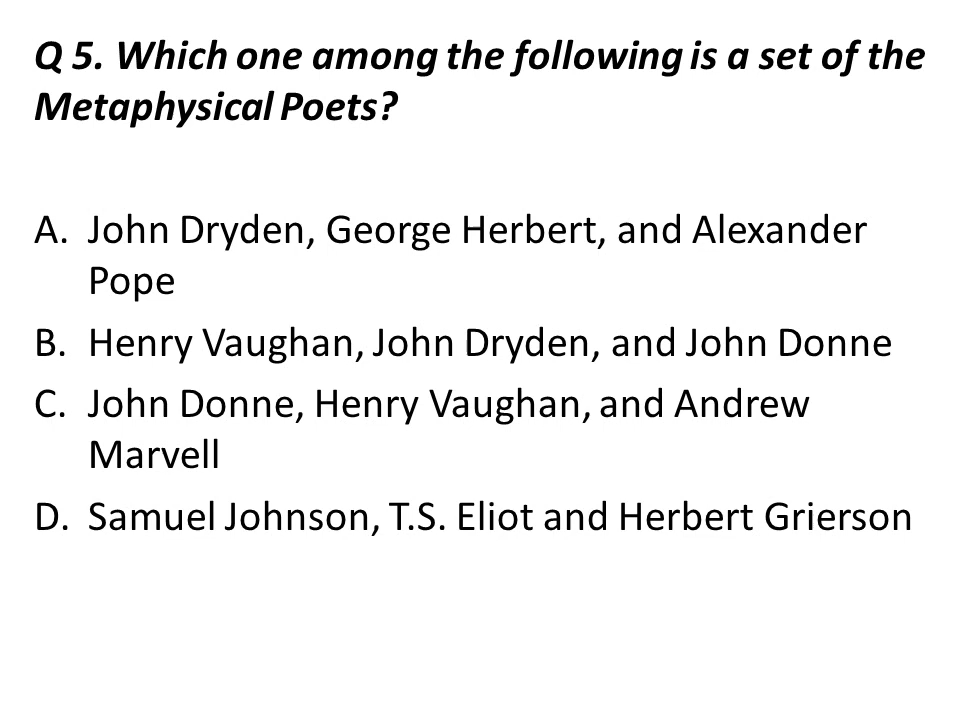 Q 5. Which one among the following is a set of the
Metaphysical Poets?
A. John Dryden, George Herbert, and Alexander
Pope
B. Henry Vaughan, John Dryden, and John Donne
C. John Donne, Henry Vaughan, and Andrew
Marvell
D. Samuel Johnson, T.S. Eliot and Herbert Grierson